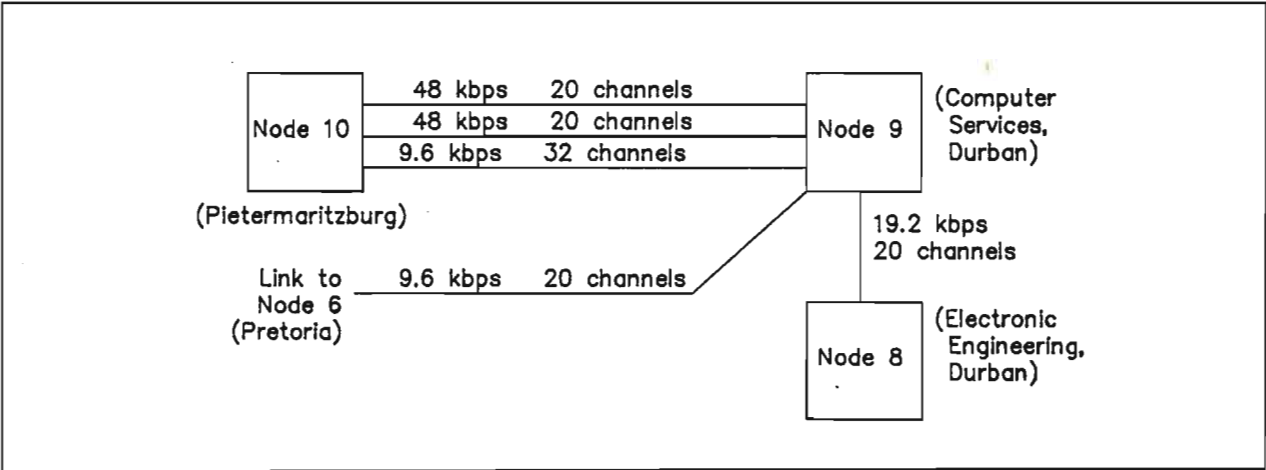 48 kbps 20 channels
48 kbps 20 channels
9.6 kbps 32 channels
Node 10
(Pietermaritzburg)
Node 9
(Computer
Services,
Durban)
19.2 kbps
20 channels
Link to
Node 6
(Pretoria)
9.6 kbps 20 channels
Node 8
(Electronic
Engineering,
Durban)